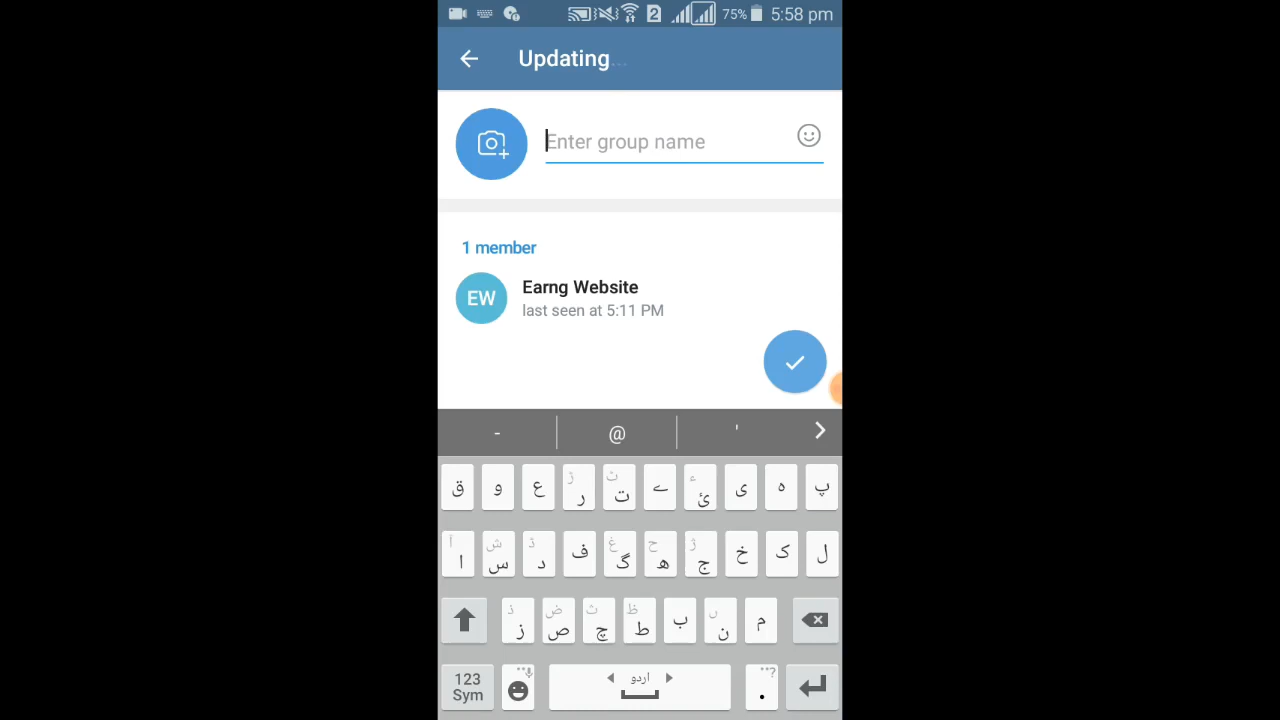 2 75% 5:58 pm
Updating...
Enter group name
1 member
EW
Earng Website
last seen at 5:11 PM
- @ '
ق و ع ر ڑ ت ٹ ے ئ ء ی ہ پ
ا آ س ش د ڈ ف گ غ ھ ح ج ژ خ ک ل
ز ذ ص ض چ ث ط ظ ب ن ں م
123 Sym اردو . ?